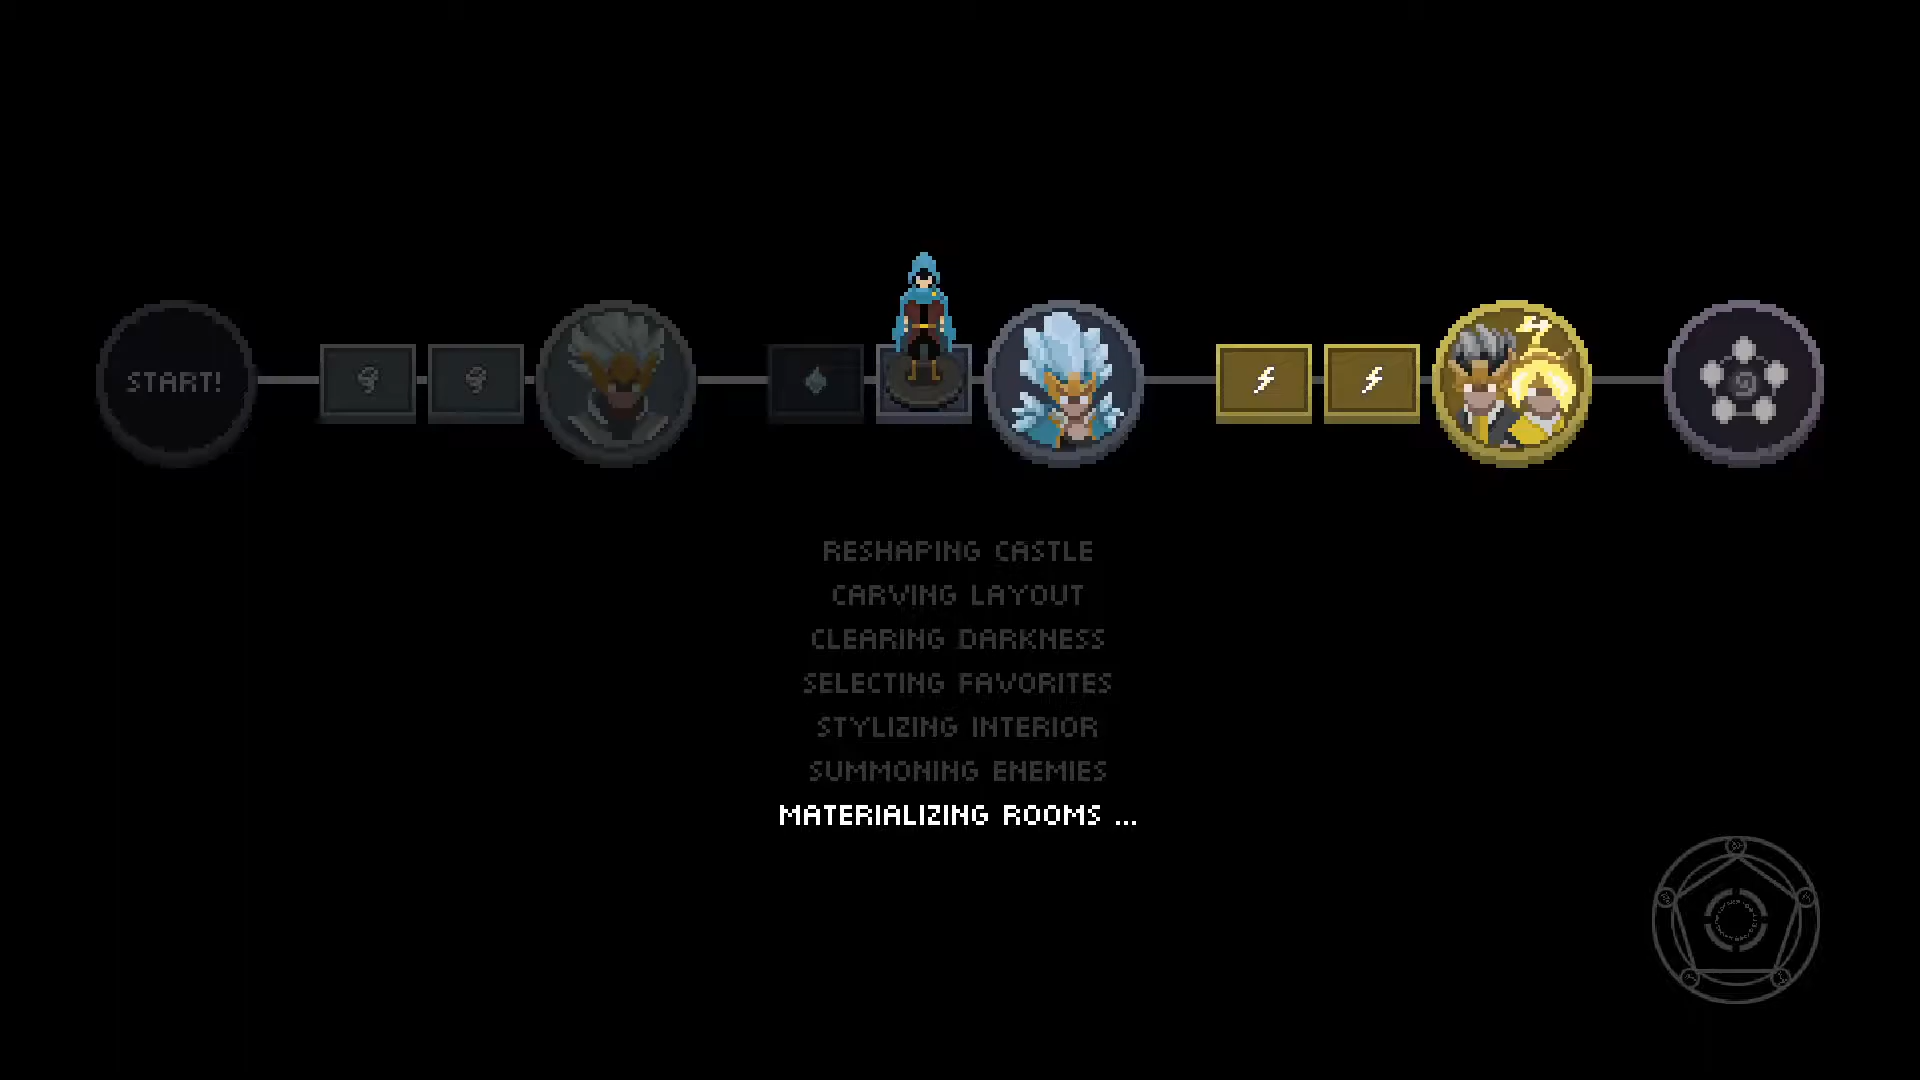 START!
RESHAPING CASTLE
CARVING LAYOUT
CLEARING DARKNESS
SELECTING FAVORITES
STYLIZING INTERIOR
SUMMONING ENEMIES
MATERIALIZING ROOMS ...